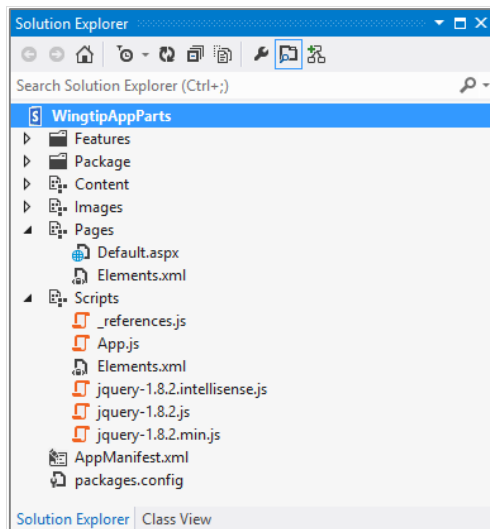 Solution Explorer
Search Solution Explorer (Ctrl+;)
WingtipAppParts
Features
Package
Content
Images
Pages
Default.aspx
Elements.xml
Scripts
_references.js
App.js
Elements.xml
jquery-1.8.2.intellisense.js
jquery-1.8.2.js
jquery-1.8.2.min.js
AppManifest.xml
packages.config
Solution Explorer Class View